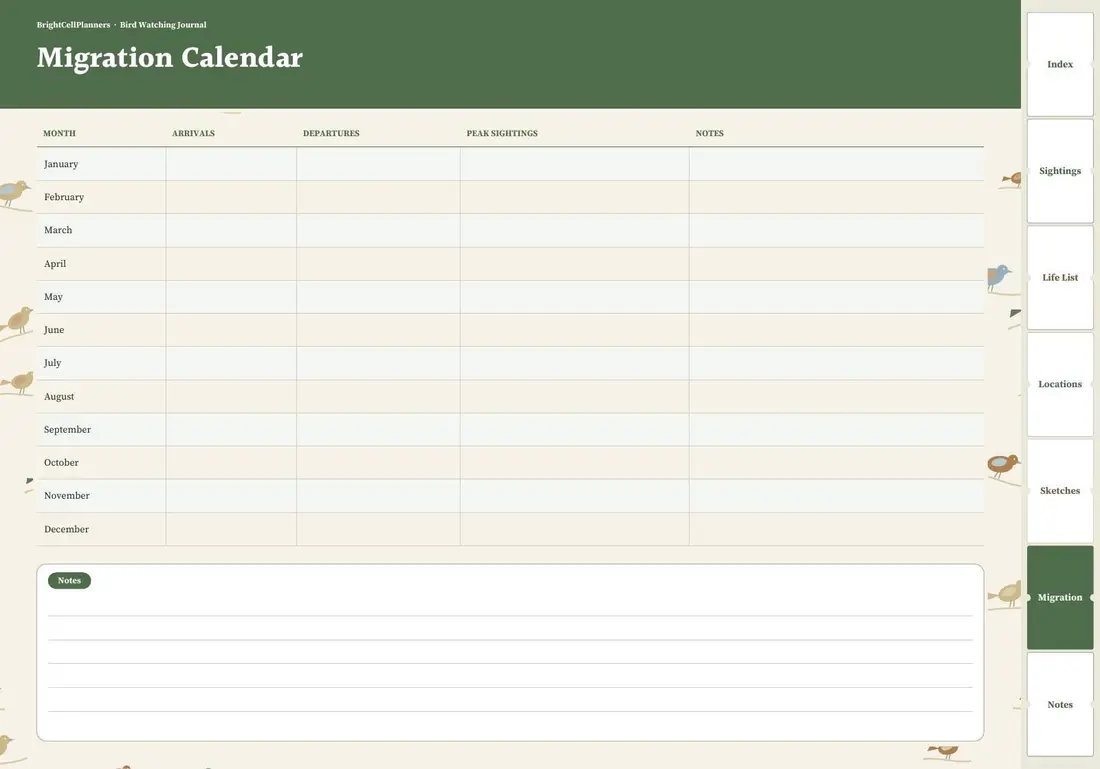 BrightCellPlanners · Bird Watching Journal
Migration Calendar
MONTH ARRIVALS DEPARTURES PEAK SIGHTINGS NOTES
January
February
March
April
May
June
July
August
September
October
November
December
Notes
Index
Sightings
Life List
Locations
Sketches
Migration
Notes